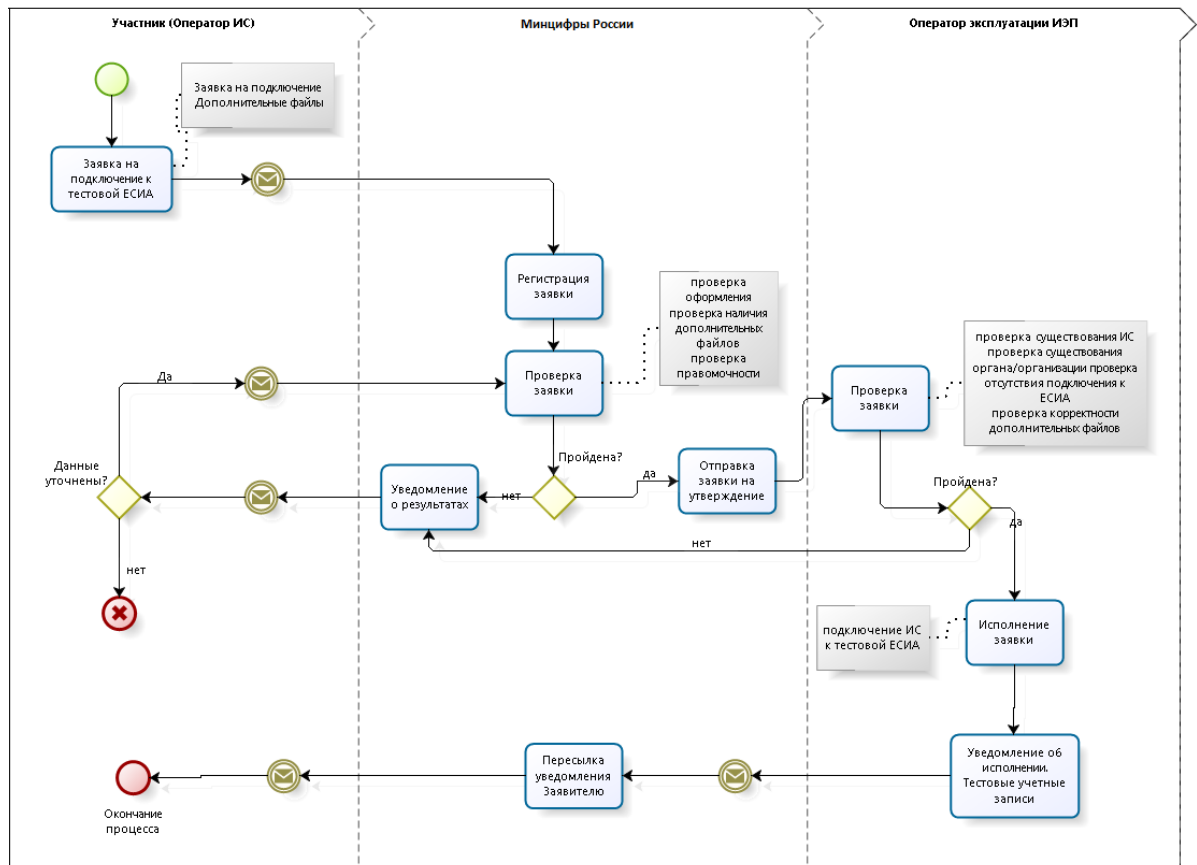 Участник (Оператор ИС)
Минцифры России
Оператор эксплуатации ИЭП
Заявка на подключение
Дополнительные файлы
Заявка на
подключение к
тестовой ЕСИА
Регистрация
заявки
проверка
оформления
проверка наличия
дополнительных
файлов
проверка
правомочности
проверка существования ИС
проверка существования
органа/организации проверка
отсутствия подключения к
ЕСИА
проверка корректности
дополнительных файлов
Да
Проверка
заявки
Проверка
заявки
Данные
уточнены?
Уведомление
о результатах
нет
Пройдена?
да
Отправка
заявки на
утверждение
Пройдена?
да
нет
нет
подключение ИС
к тестовой ЕСИА
Исполнение
заявки
Окончание
процесса
Пересылка
уведомления
Заявителю
Уведомление об
исполнении.
Тестовые учетные
записи